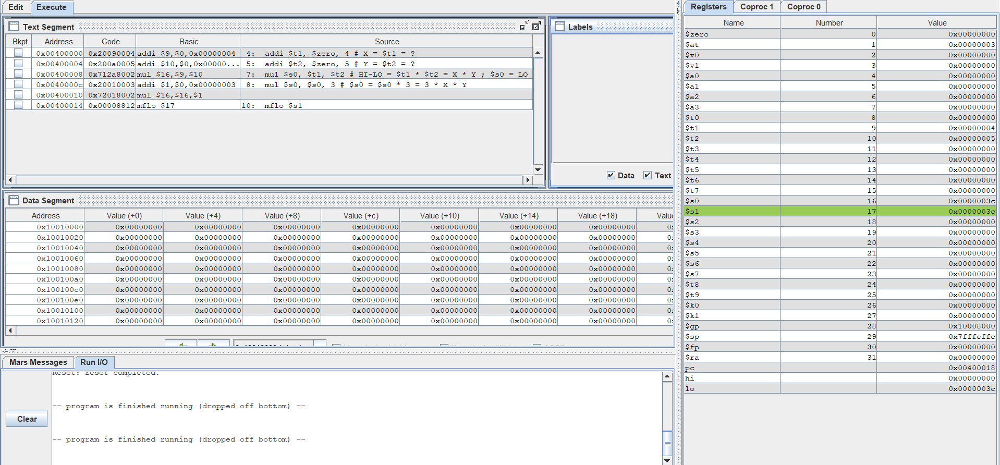 Edit Execute
Text Segment
Bkpt Address Code Basic Source
0x00400000 0x20090004 addi $9,$0,0x00000004 4: addi $t1, $zero, 4 # X = $t1 = ?
0x00400004 0x200a0005 addi $10,$0,0x00000... 5: addi $t2, $zero, 5 # Y = $t2 = ?
0x00400008 0x712a8002 mul $16,$9,$10 7: mul $s0, $t1, $t2 # HI-LO = $t1 * $t2 = X * Y ; $s0 = LO
0x0040000c 0x20010003 addi $1,$0,0x00000003 8: mul $s0, $s0, 3 # $s0 = $s0 * 3 = 3 * X * Y
0x00400010 0x72018002 mul $16,$16,$1
0x00400014 0x00008812 mflo $17 10: mflo $s1
Labels
Data Text
Data Segment
Address Value (+0) Value (+4) Value (+8) Value (+c) Value (+10) Value (+14) Value (+18) Value
0x10010000 0x00000000 0x00000000 0x00000000 0x00000000 0x00000000 0x00000000 0x00000000 0x
0x10010020 0x00000000 0x00000000 0x00000000 0x00000000 0x00000000 0x00000000 0x00000000 0x
0x10010040 0x00000000 0x00000000 0x00000000 0x00000000 0x00000000 0x00000000 0x00000000 0x
0x10010060 0x00000000 0x00000000 0x00000000 0x00000000 0x00000000 0x00000000 0x00000000 0x
0x10010080 0x00000000 0x00000000 0x00000000 0x00000000 0x00000000 0x00000000 0x00000000 0x
0x100100a0 0x00000000 0x00000000 0x00000000 0x00000000 0x00000000 0x00000000 0x00000000 0x
0x100100c0 0x00000000 0x00000000 0x00000000 0x00000000 0x00000000 0x00000000 0x00000000 0x
0x100100e0 0x00000000 0x00000000 0x00000000 0x00000000 0x00000000 0x00000000 0x00000000 0x
0x10010100 0x00000000 0x00000000 0x00000000 0x00000000 0x00000000 0x00000000 0x00000000 0x
0x10010120 0x00000000 0x00000000 0x00000000 0x00000000 0x00000000 0x00000000 0x00000000 0x
Mars Messages Run I/O
Reset: reset completed.
-- program is finished running (dropped off bottom) --
Clear
-- program is finished running (dropped off bottom) --
Registers Coproc 1 Coproc 0
Name Number Value
$zero 0 0x00000000
$at 1 0x00000003
$v0 2 0x00000000
$v1 3 0x00000000
$a0 4 0x00000000
$a1 5 0x00000000
$a2 6 0x00000000
$a3 7 0x00000000
$t0 8 0x00000000
$t1 9 0x00000004
$t2 10 0x00000005
$t3 11 0x00000000
$t4 12 0x00000000
$t5 13 0x00000000
$t6 14 0x00000000
$t7 15 0x00000000
$s0 16 0x0000003c
$s1 17 0x0000003c
$s2 18 0x00000000
$s3 19 0x00000000
$s4 20 0x00000000
$s5 21 0x00000000
$s6 22 0x00000000
$s7 23 0x00000000
$t8 24 0x00000000
$t9 25 0x00000000
$k0 26 0x00000000
$k1 27 0x00000000
$gp 28 0x10008000
$sp 29 0x7fffeffc
$fp 30 0x00000000
$ra 31 0x00000000
pc 0x00400018
hi 0x00000000
lo 0x0000003c